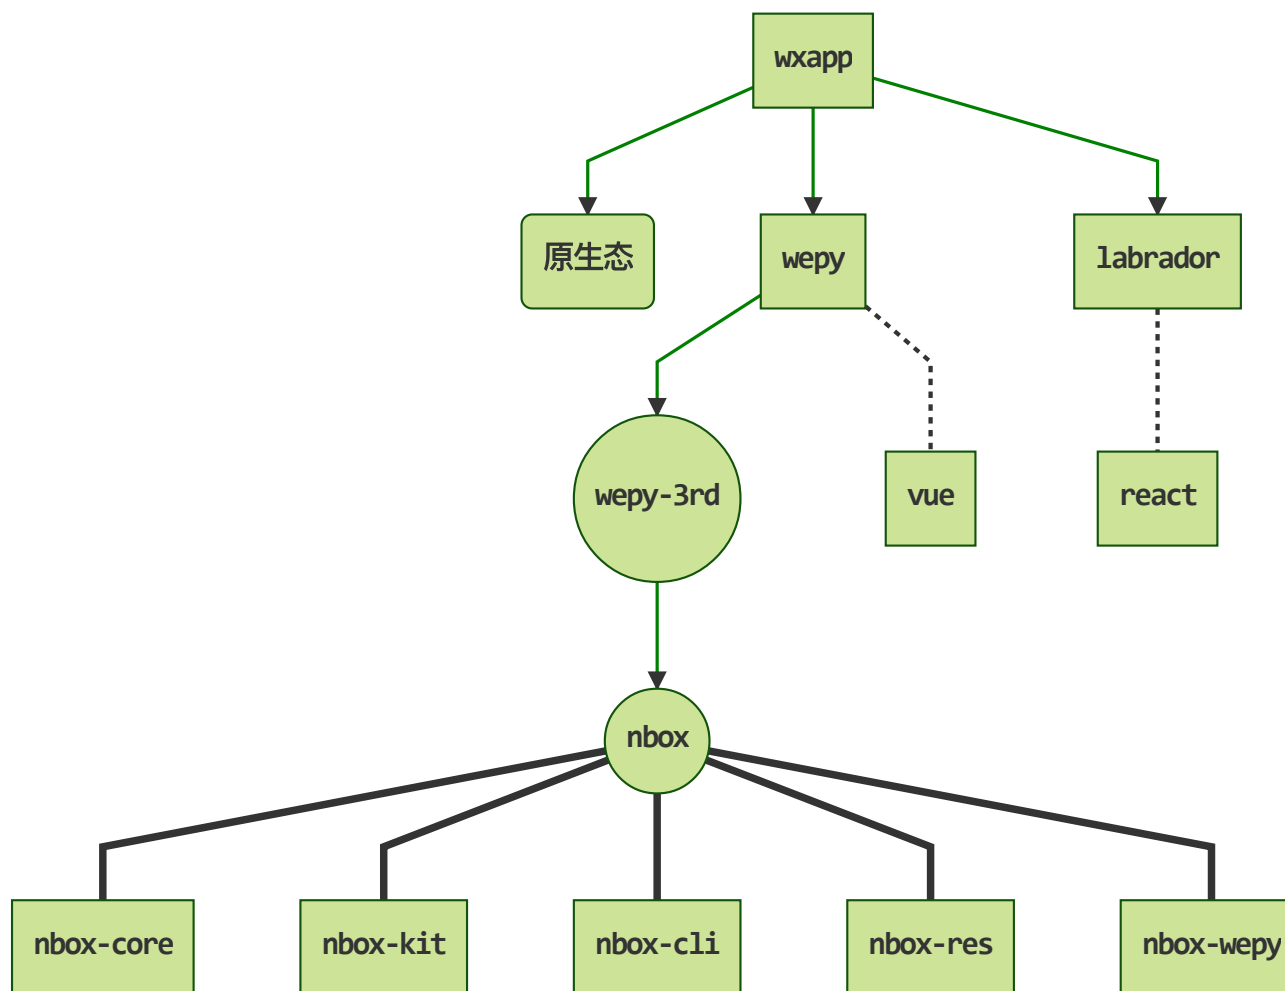 wxapp
原生态
wepy
labrador
wepy-3rd
vue
react
nbox
nbox-core
nbox-kit
nbox-cli
nbox-res
nbox-wepy